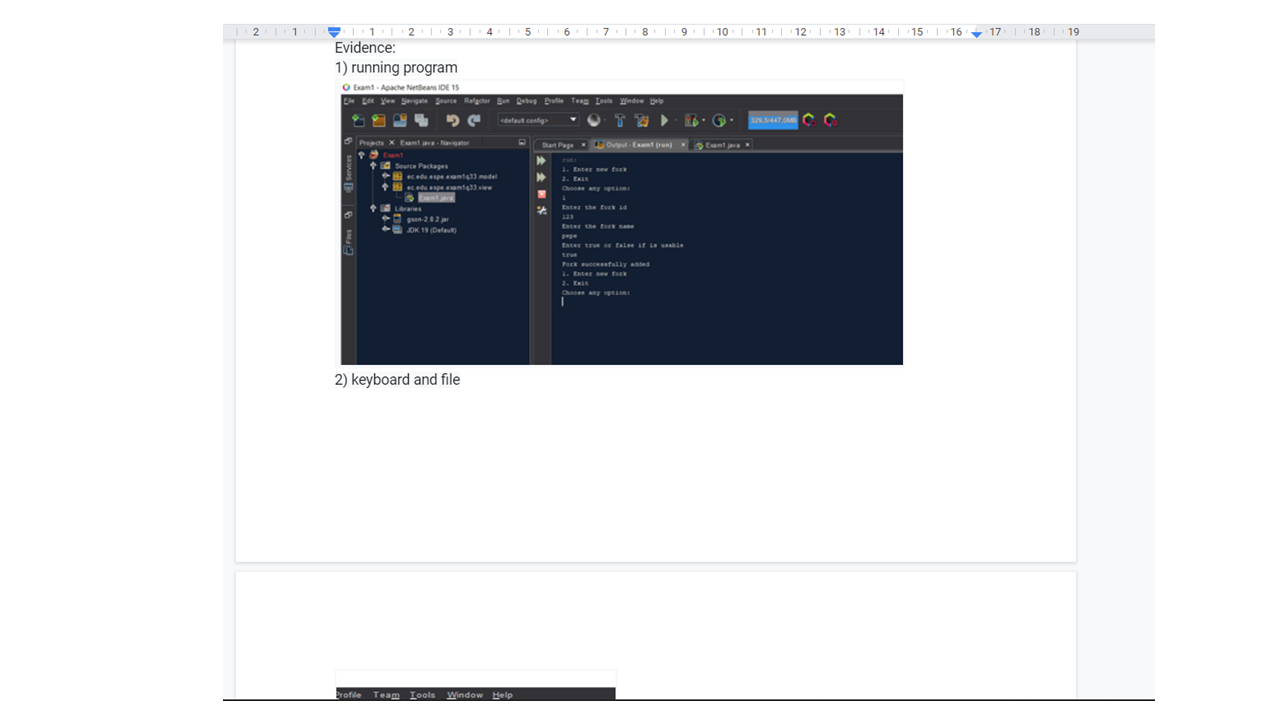 2 1 1 2 3 4 5 6 7 8 9 10 11 12 13 14 15 16 17 18 19
Evidence:
1) running program
Exam1 - Apache NetBeans IDE 15
File Edit View Navigate Source Refactor Run Debug Profile Team Tools Window Help
<default config> 329,5/447,0MB
Projects X Exam1.java - Navigator
Start Page x Output - Exam1 (run) x Exam1.java x
Services
Files
Exam1
Source Packages
ec.edu.espe.exam1q33.model
ec.edu.espe.exam1q33.view
Exam1.java
Libraries
gson-2.8.2.jar
JDK 19 (Default)
run:
1. Enter new fork
2. Exit
Choose any option:
1
Enter the fork id
123
Enter the fork name
pepe
Enter true or false if is usable
true
Fork successfully added
1. Enter new fork
2. Exit
Choose any option:
2) keyboard and file
Profile Team Tools Window Help